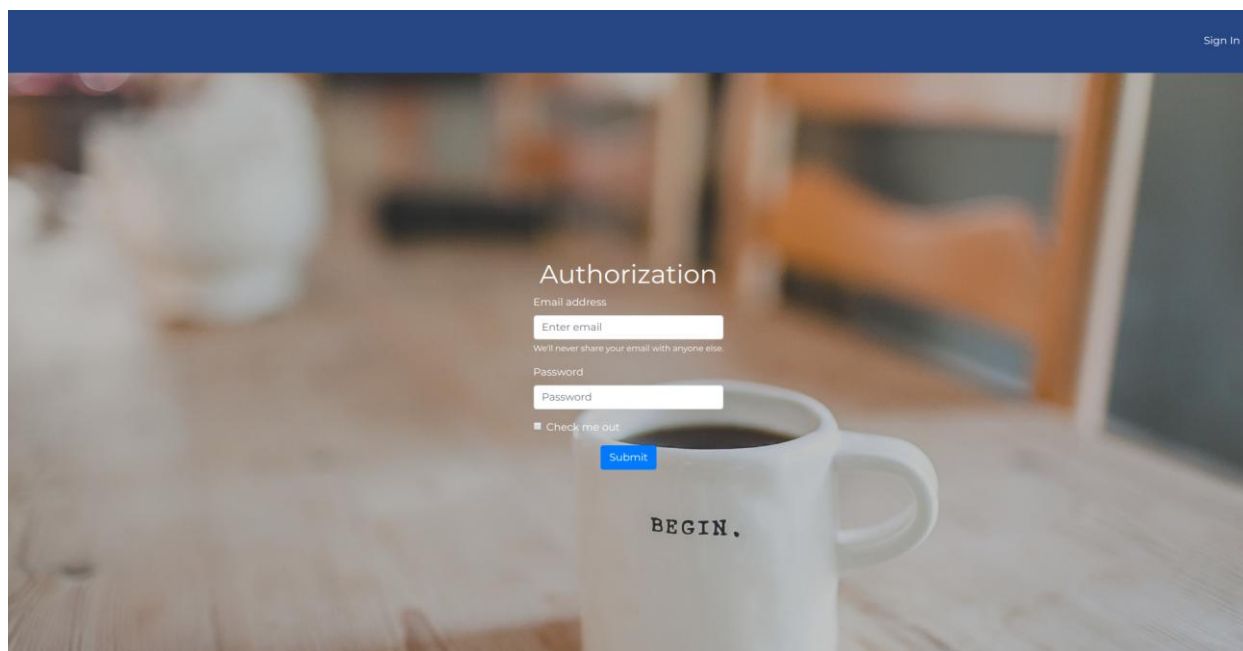 Sign In
Authorization
Email address
Enter email
We'll never share your email with anyone else.
Password
Password
Check me out
Submit
BEGIN.